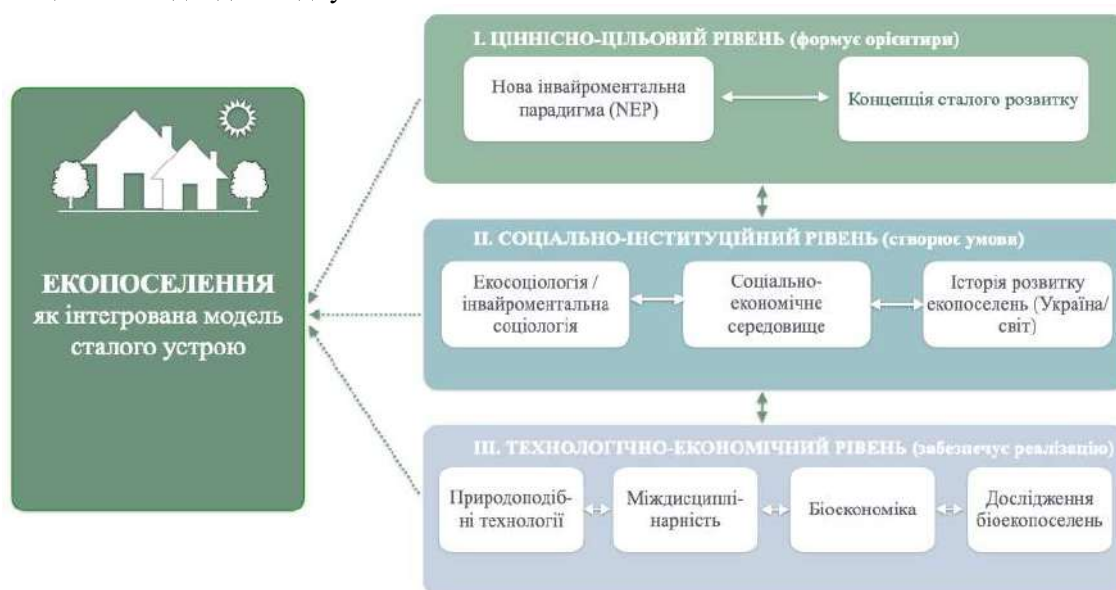 ЕКОПОСЕЛЕННЯ
як інтегрована модель
сталого устрою
І. ЦІННІСНО-ЦІЛЬОВИЙ РІВЕНЬ (формує орієнтири)
Нова інвайроментальна
парадигма (NEP)
Концепція сталого розвитку
ІІ. СОЦІАЛЬНО-ІНСТИТУЦІЙНИЙ РІВЕНЬ (створює умови)
Екосоціологія /
інвайроментальна
соціологія
Соціально-
економічне
середовище
Історія розвитку
екопоселень (Україна/
світ)
ІІІ. ТЕХНОЛОГІЧНО-ЕКОНОМІЧНИЙ РІВЕНЬ (забезпечує реалізацію)
Природоподіб-
ні технології
Міждисциплі-
нарність
Біоекономіка
Дослідження
біоекопоселень